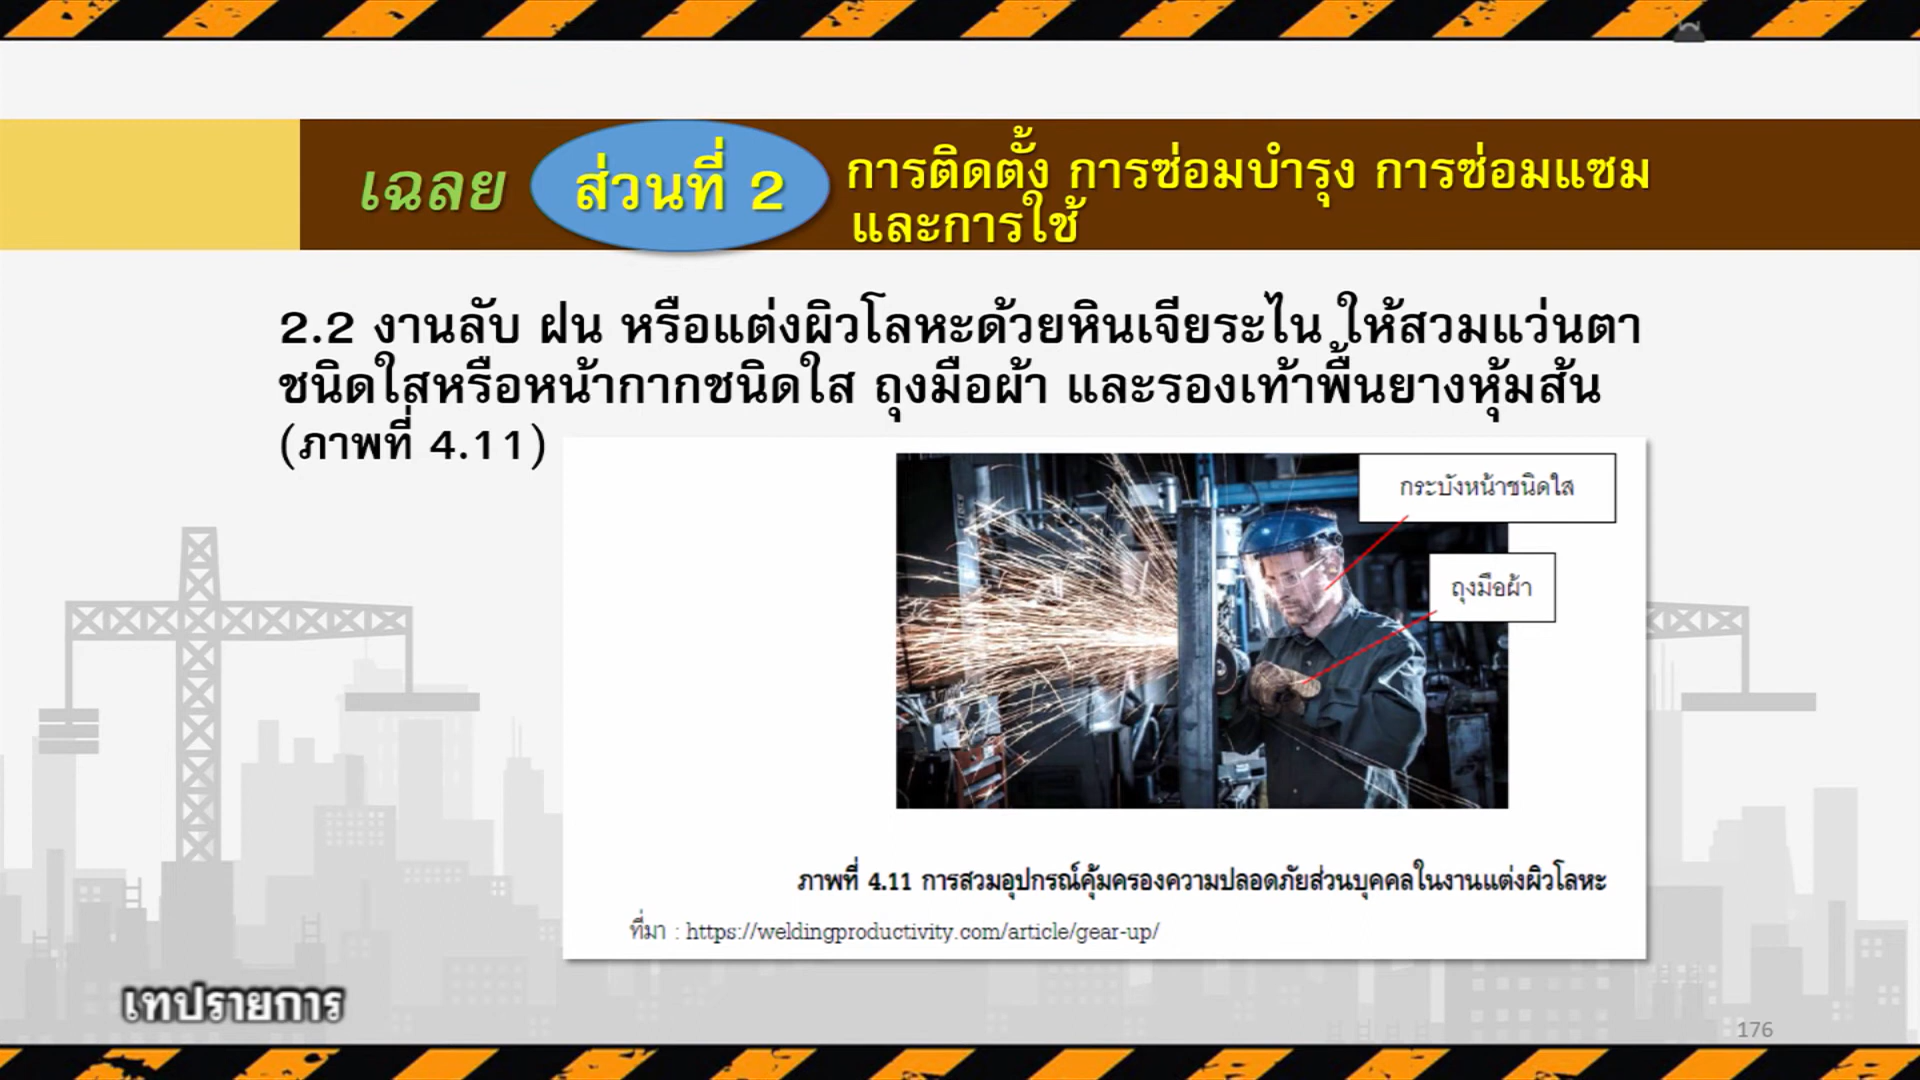 เฉลย ส่วนที่ 2 การติดตั้ง การซ่อมบำรุง การซ่อมแซม
และการใช้
2.2 งานลับ ฝน หรือแต่งผิวโลหะด้วยหินเจียระไน ให้สวมแว่นตา
ชนิดใสหรือหน้ากากชนิดใส ถุงมือผ้า และรองเท้าพื้นยางหุ้มส้น
(ภาพที่ 4.11)
กระบังหน้าชนิดใส
ถุงมือผ้า
ภาพที่ 4.11 การสวมอุปกรณ์คุ้มครองความปลอดภัยส่วนบุคคลในงานแต่งผิวโลหะ
ที่มา : https://weldingproductivity.com/article/gear-up/
เทปรายการ
176